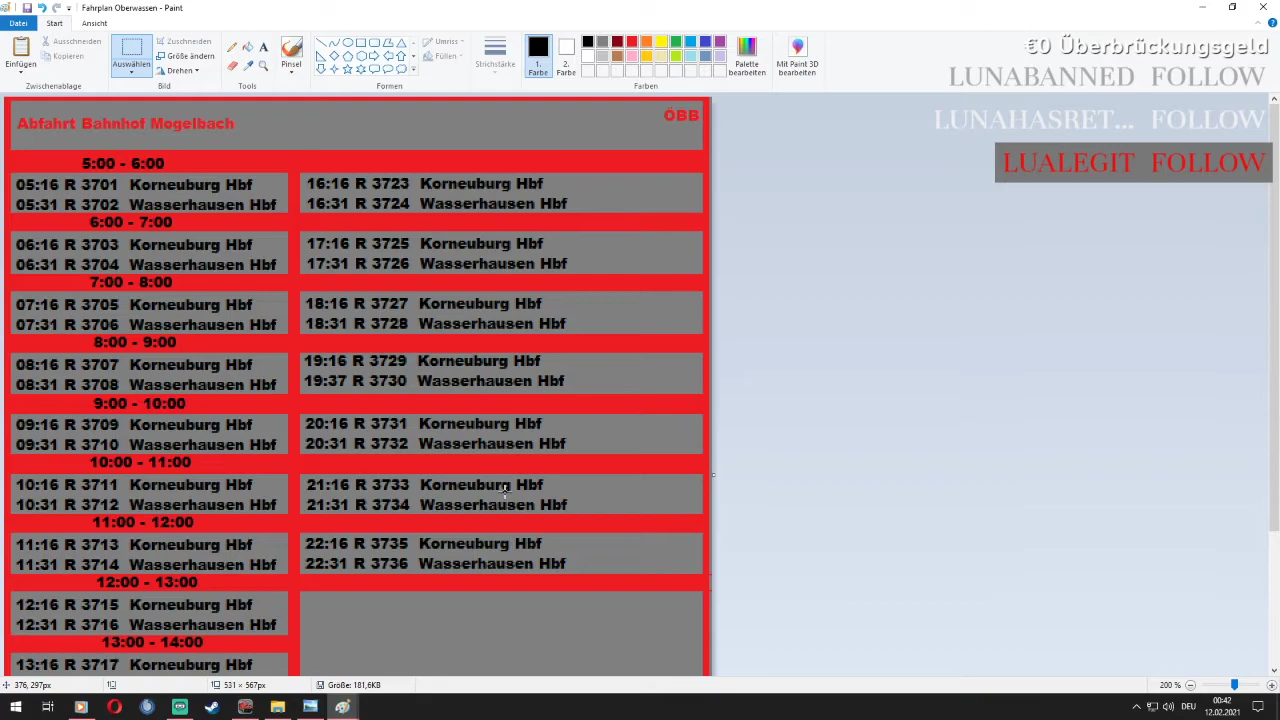 Fahrplan Oberwassen - Paint
Datei Start Ansicht
Einfügen
Ausschneiden
Kopieren
Zwischenablage
Auswählen
Zuschneiden
Größe ändern
Drehen
Bild
Tools
Pinsel
Umriss
Füllen
Formen
Strichstärke
1. Farbe
2. Farbe
Palette bearbeiten
Farben
Mit Paint 3D bearbeiten
€0 Überbrückungsgeld
LUNABANNED FOLLOW
LUNAHASRET... FOLLOW
LUALEGIT FOLLOW
Abfahrt Bahnhof Mogelbach
ÖBB
5:00 - 6:00
05:16 R 3701 Korneuburg Hbf
05:31 R 3702 Wasserhausen Hbf
6:00 - 7:00
06:16 R 3703 Korneuburg Hbf
06:31 R 3704 Wasserhausen Hbf
7:00 - 8:00
07:16 R 3705 Korneuburg Hbf
07:31 R 3706 Wasserhausen Hbf
8:00 - 9:00
08:16 R 3707 Korneuburg Hbf
08:31 R 3708 Wasserhausen Hbf
9:00 - 10:00
09:16 R 3709 Korneuburg Hbf
09:31 R 3710 Wasserhausen Hbf
10:00 - 11:00
10:16 R 3711 Korneuburg Hbf
10:31 R 3712 Wasserhausen Hbf
11:00 - 12:00
11:16 R 3713 Korneuburg Hbf
11:31 R 3714 Wasserhausen Hbf
12:00 - 13:00
12:16 R 3715 Korneuburg Hbf
12:31 R 3716 Wasserhausen Hbf
13:00 - 14:00
13:16 R 3717 Korneuburg Hbf
16:16 R 3723 Korneuburg Hbf
16:31 R 3724 Wasserhausen Hbf
17:16 R 3725 Korneuburg Hbf
17:31 R 3726 Wasserhausen Hbf
18:16 R 3727 Korneuburg Hbf
18:31 R 3728 Wasserhausen Hbf
19:16 R 3729 Korneuburg Hbf
19:37 R 3730 Wasserhausen Hbf
20:16 R 3731 Korneuburg Hbf
20:31 R 3732 Wasserhausen Hbf
21:16 R 3733 Korneuburg Hbf
21:31 R 3734 Wasserhausen Hbf
22:16 R 3735 Korneuburg Hbf
22:31 R 3736 Wasserhausen Hbf
376, 297px
531 × 567px
Größe: 181,6KB
200 %
DEU
00:42
12.02.2021